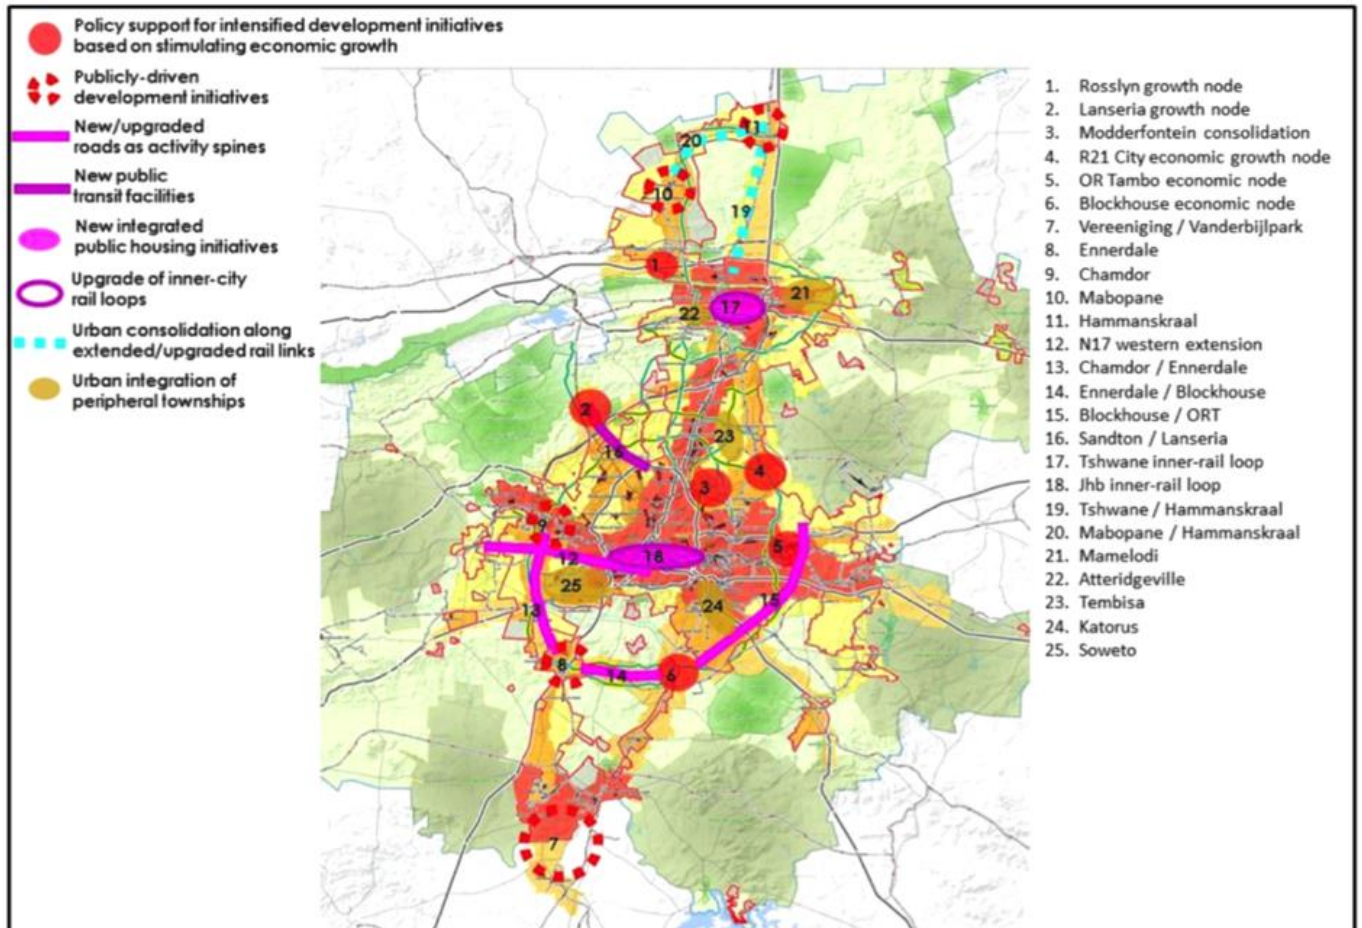 Policy support for intensified development initiatives
based on stimulating economic growth
Publicly-driven
development initiatives
New/upgraded
roads as activity spines
New public
transit facilities
New integrated
public housing initiatives
Upgrade of inner-city
rail loops
Urban consolidation along
extended/upgraded rail links
Urban integration of
peripheral townships
11
20
10
19
1
21
17
22
2
23
16
4
3
9
5
12
18
25
24
15
13
8
14
6
7
1. Rosslyn growth node
2. Lanseria growth node
3. Modderfontein consolidation
4. R21 City economic growth node
5. OR Tambo economic node
6. Blockhouse economic node
7. Vereeniging / Vanderbijlpark
8. Ennerdale
9. Chamdor
10. Mabopane
11. Hammanskraal
12. N17 western extension
13. Chamdor / Ennerdale
14. Ennerdale / Blockhouse
15. Blockhouse / ORT
16. Sandton / Lanseria
17. Tshwane inner-rail loop
18. Jhb inner-rail loop
19. Tshwane / Hammanskraal
20. Mabopane / Hammanskraal
21. Mamelodi
22. Atteridgeville
23. Tembisa
24. Katorus
25. Soweto